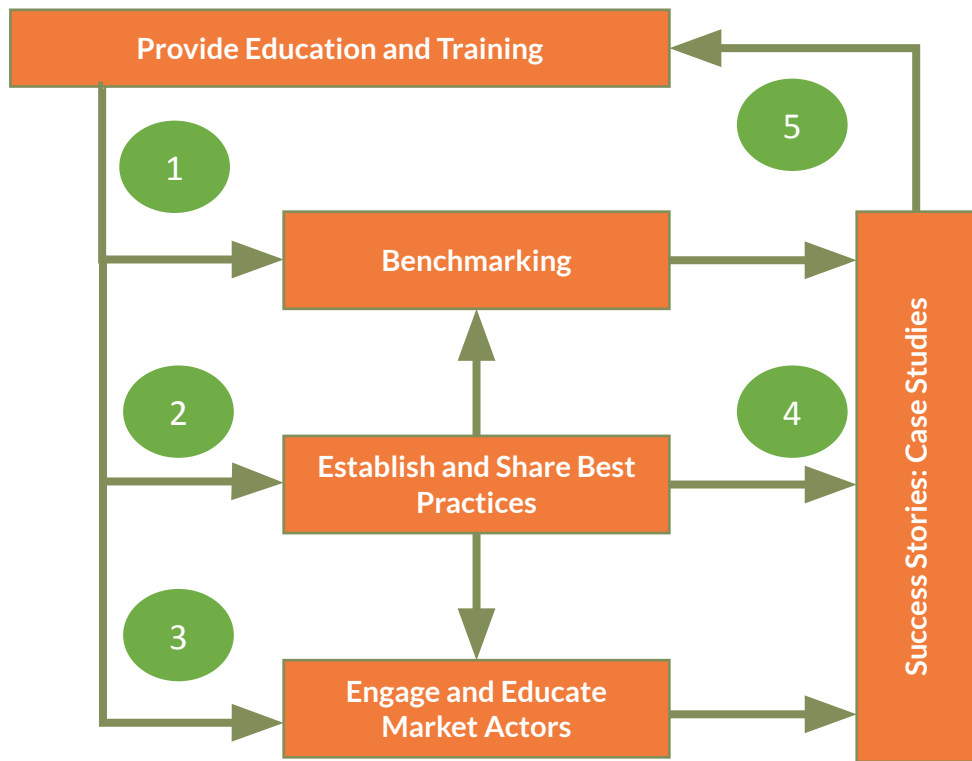 Provide Education and Training
5
1
Benchmarking
2
4
Establish and Share Best
Practices
Success Stories: Case Studies
3
Engage and Educate
Market Actors